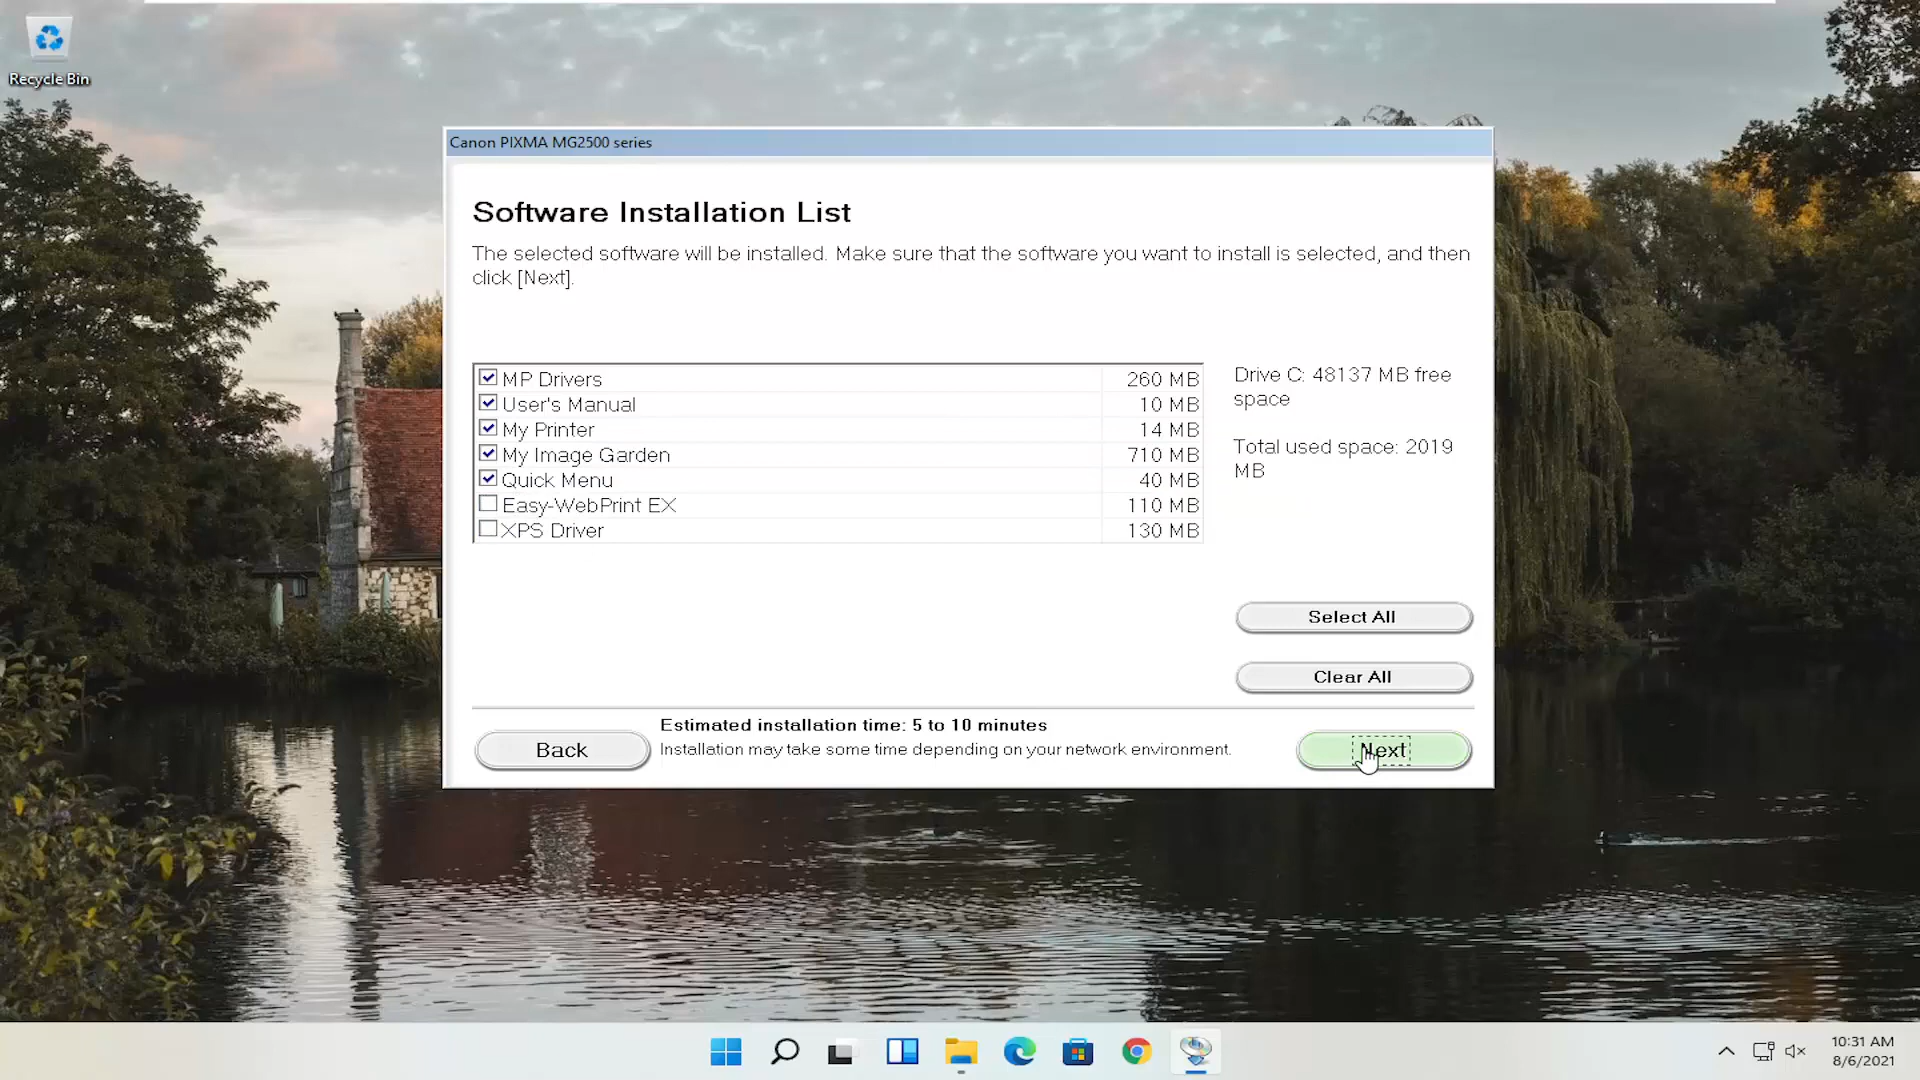 Recycle Bin
Canon PIXMA MG2500 series
Software Installation List
The selected software will be installed. Make sure that the software you want to install is selected, and then
click [Next].
MP Drivers 260 MB
User's Manual 10 MB
My Printer 14 MB
My Image Garden 710 MB
Quick Menu 40 MB
Easy-WebPrint EX 110 MB
XPS Driver 130 MB
Drive C: 48137 MB free
space
Total used space: 2019
MB
Select All
Clear All
Estimated installation time: 5 to 10 minutes
Installation may take some time depending on your network environment.
Back
Next
10:31 AM
8/6/2021